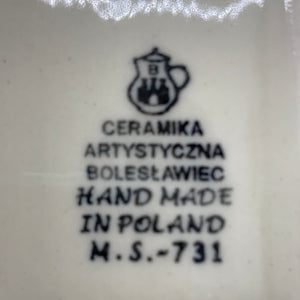 B
CERAMIKA
ARTYSTYCZNA
BOLESŁAWIEC
HAND MADE
IN POLAND
M.S.-731